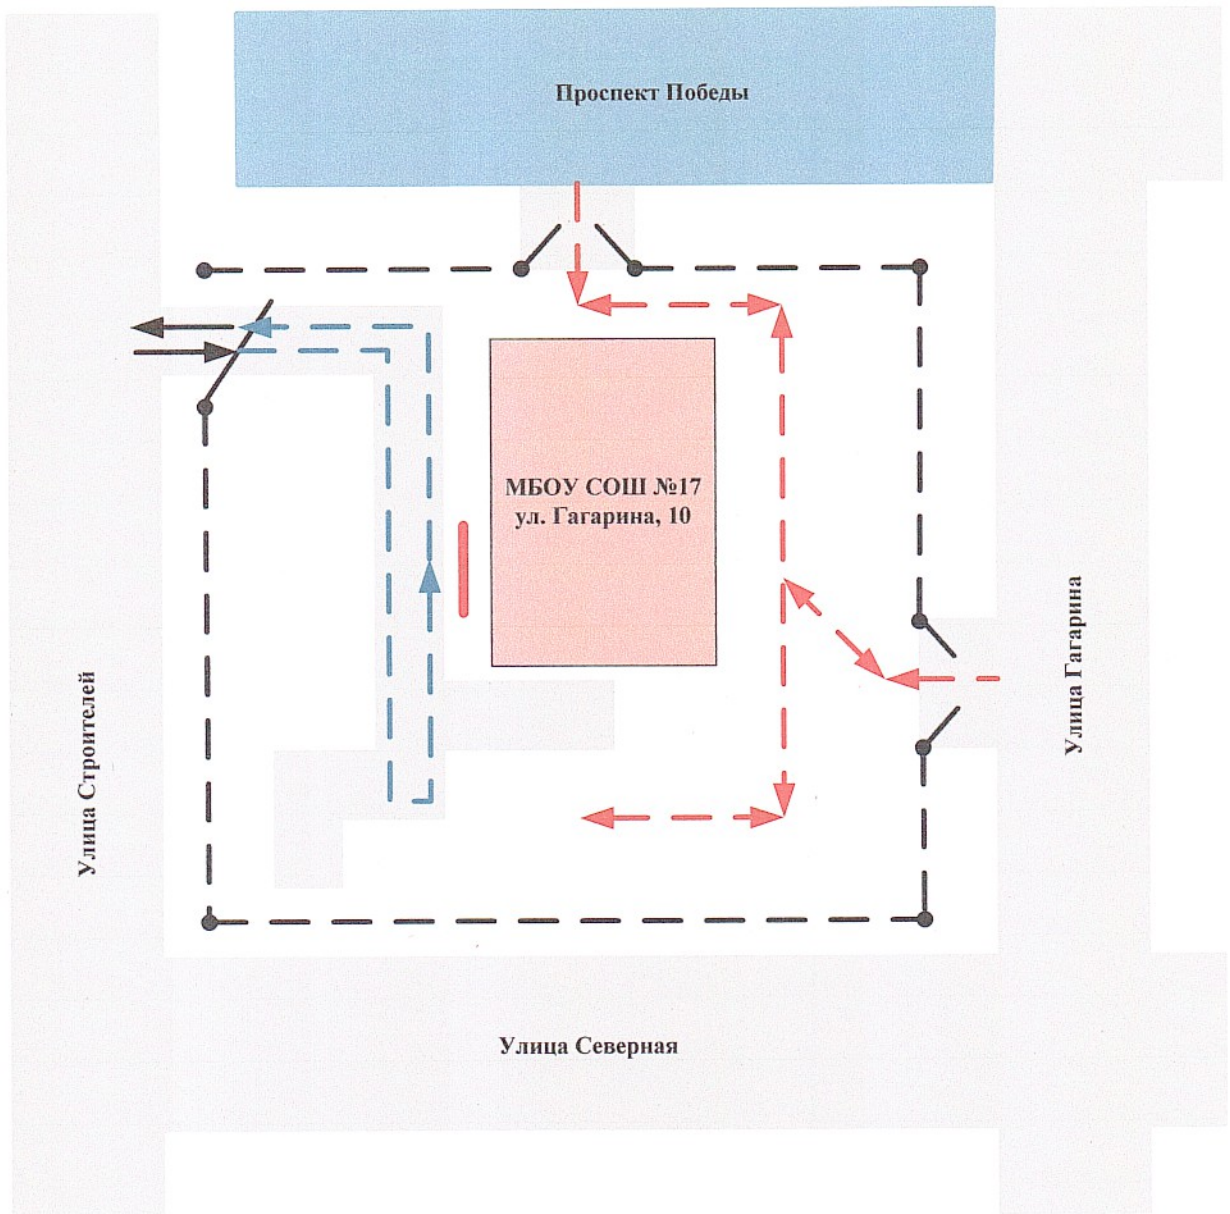 Проспект Победы
МБОУ СОШ №17
ул. Гагарина, 10
Улица Строителей
Улица Гагарина
Улица Северная